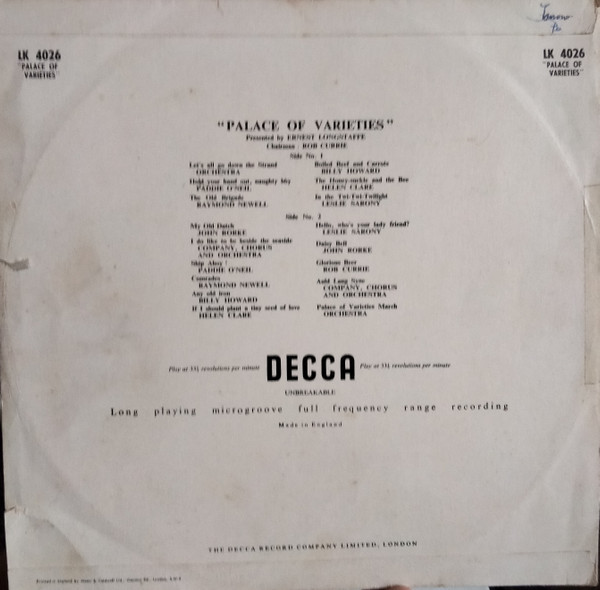 LK 4026
"PALACE OF
VARIETIES"
LK 4026
"PALACE OF
VARIETIES"
"PALACE OF VARIETIES"
Presented by ERNEST LONGSTAFFE
Chairman - ROB CURRIE
Side No. 1
Let's all go down the Strand
ORCHESTRA
Hold your hand out, naughty boy
PADDIE O'NEIL
The Old Brigade
RAYMOND NEWELL
Boiled Beef and Carrots
BILLY HOWARD
The Honeysuckle and the Bee
HELEN CLARE
In the Twi-Twi-Twilight
LESLIE SARONY
Side No. 2
My Old Dutch
JOHN RORKE
I do like to be beside the seaside
COMPANY, CHORUS
AND ORCHESTRA
Ship Ahoy!
PADDIE O'NEIL
Comrades
RAYMOND NEWELL
Any old iron
BILLY HOWARD
If I should plant a tiny seed of love
HELEN CLARE
Hello, who's your lady friend?
LESLIE SARONY
Daisy Bell
JOHN RORKE
Glorious Beer
ROB CURRIE
Auld Lang Syne
COMPANY, CHORUS
AND ORCHESTRA
Palace of Varieties March
ORCHESTRA
Play at 33⅓ revolutions per minute DECCA Play at 33⅓ revolutions per minute
UNBREAKABLE
Long playing microgroove full frequency range recording
Made in England
THE DECCA RECORD COMPANY LIMITED, LONDON